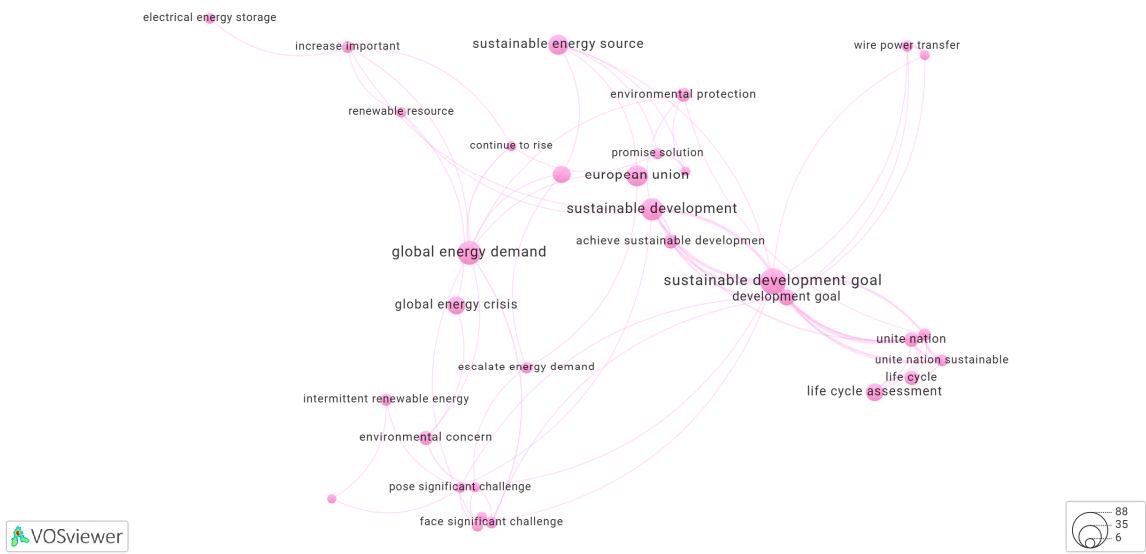 electrical energy storage
increase important
sustainable energy source
wire power transfer
environmental protection
renewable resource
continue to rise
promise solution
european union
sustainable development
achieve sustainable developmen
global energy demand
sustainable development goal
development goal
global energy crisis
unite nation
unite nation sustainable
escalate energy demand
life cycle
life cycle assessment
intermittent renewable energy
environmental concern
pose significant challenge
face significant challenge
VOSviewer
88
35
6